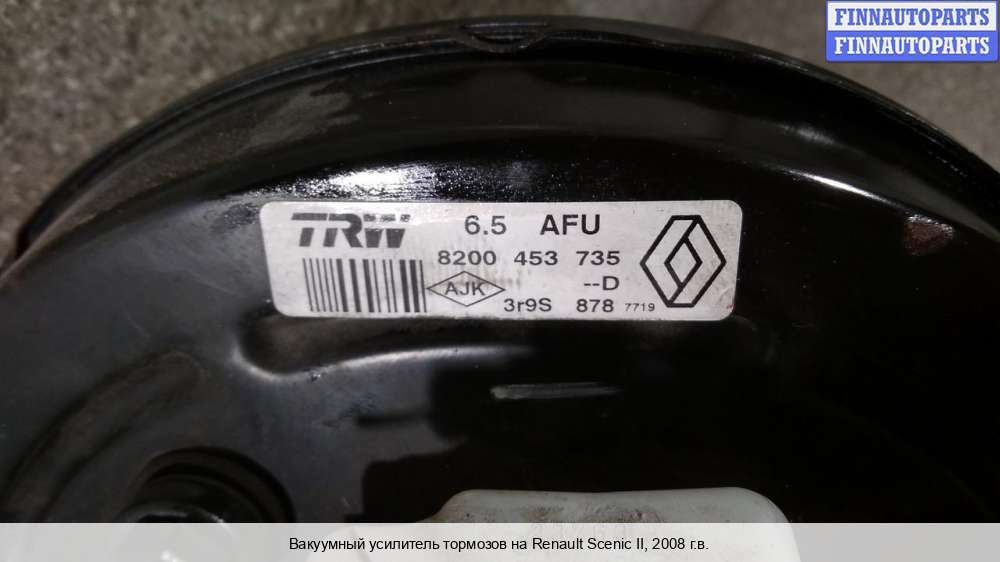 FINNAUTOPARTS
FINNAUTOPARTS
TRW 6.5 AFU
8200 453 735
AJK --D
3r9S 878 7719
Вакуумный усилитель тормозов на Renault Scenic II, 2008 г.в.